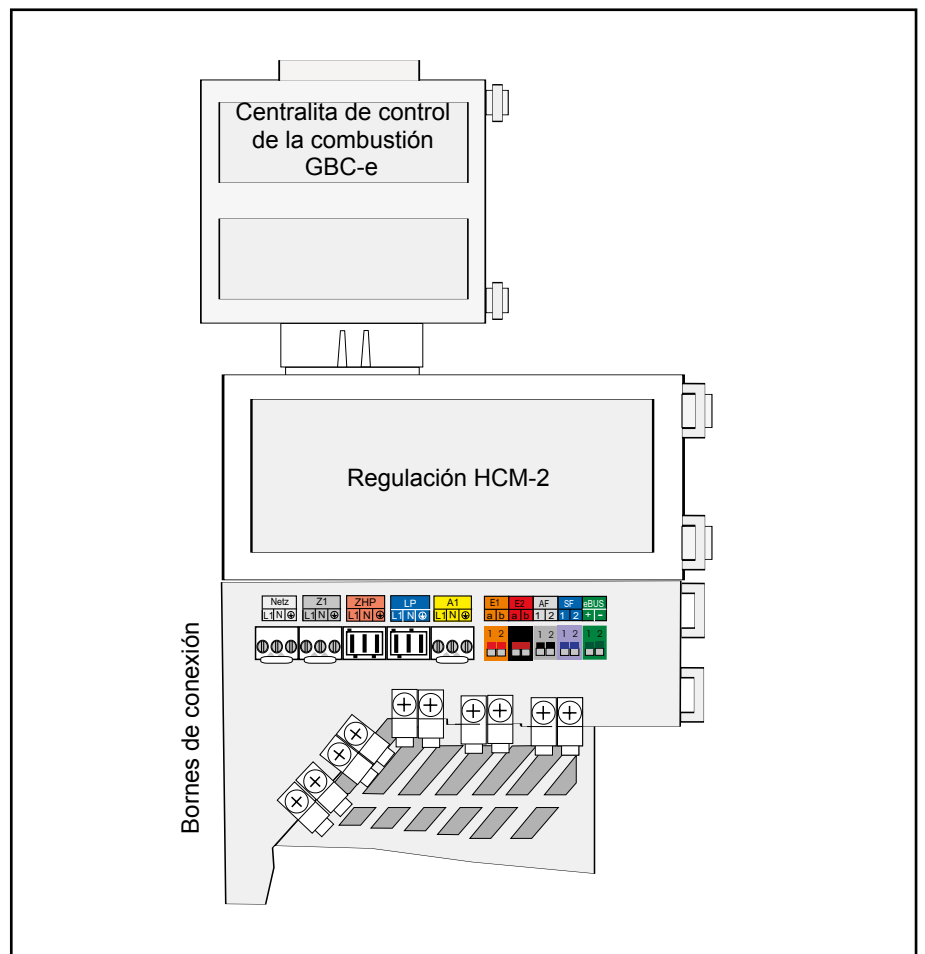 Centralita de control
de la combustión
GBC-e
Regulación HCM-2
Bornes de conexión
Netz Z1 ZHP LP A1 E1 E2 AF SF eBUS
L1 N L1 N L1 N L1 N L1 N a b a b 1 2 1 2 + -
1 2 1 2 1 2 1 2